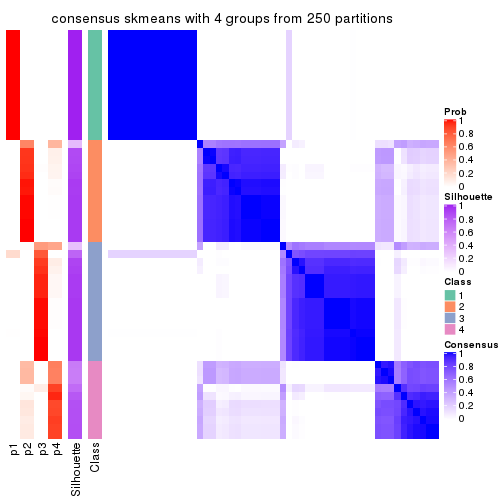 consensus skmeans with 4 groups from 250 partitions
Prob
1
0.8
0.6
0.4
0.2
0
Silhouette
1
0.8
0.6
0.4
0.2
0
Class
1
2
3
4
Consensus
1
0.8
0.6
0.4
0.2
0
p1
p2
p3
p4
Silhouette
Class